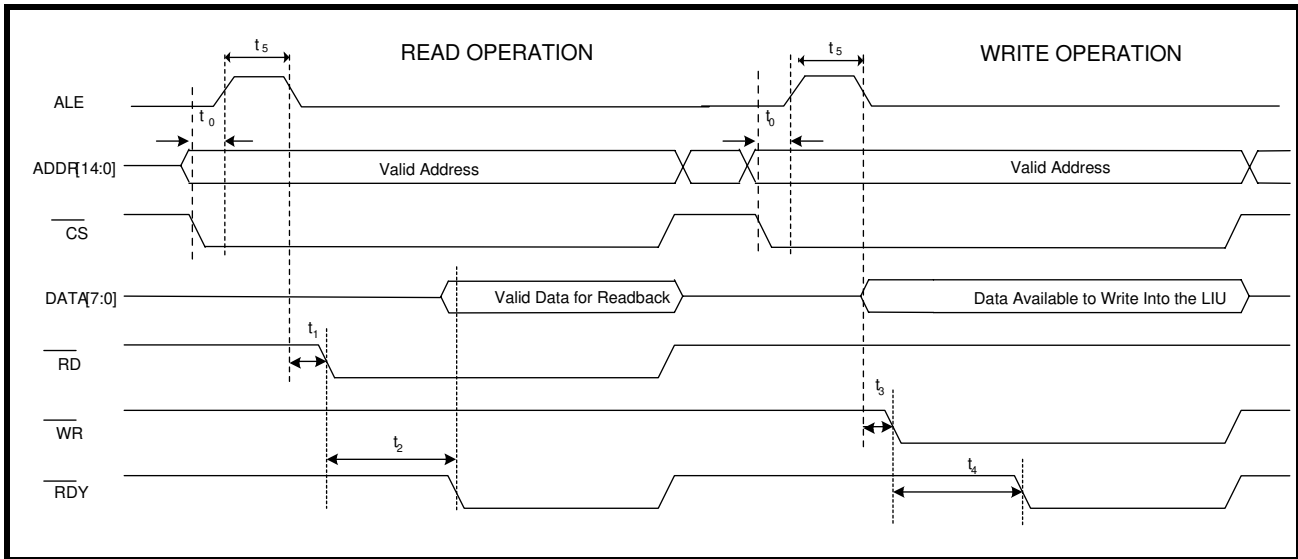 READ OPERATION
WRITE OPERATION
t5
t5
ALE
t0
t0
ADDR[14:0]
Valid Address
Valid Address
CS
DATA[7:0]
Valid Data for Readback
Data Available to Write Into the LIU
t1
RD
t3
WR
t2
t4
RDY